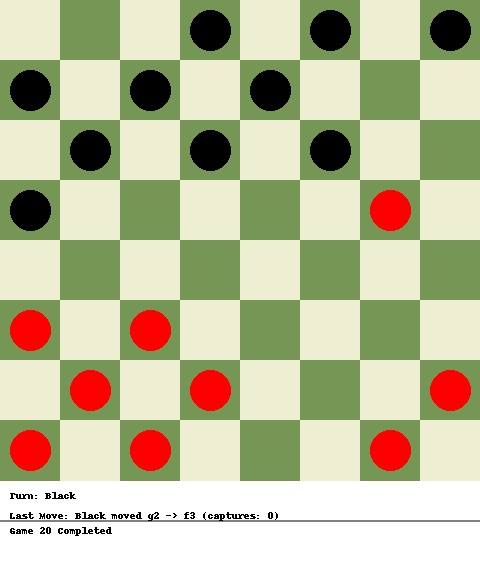 Turn: Black
Last Move: Black moved g2 -> f3 (captures: 0)
Game 20 Completed